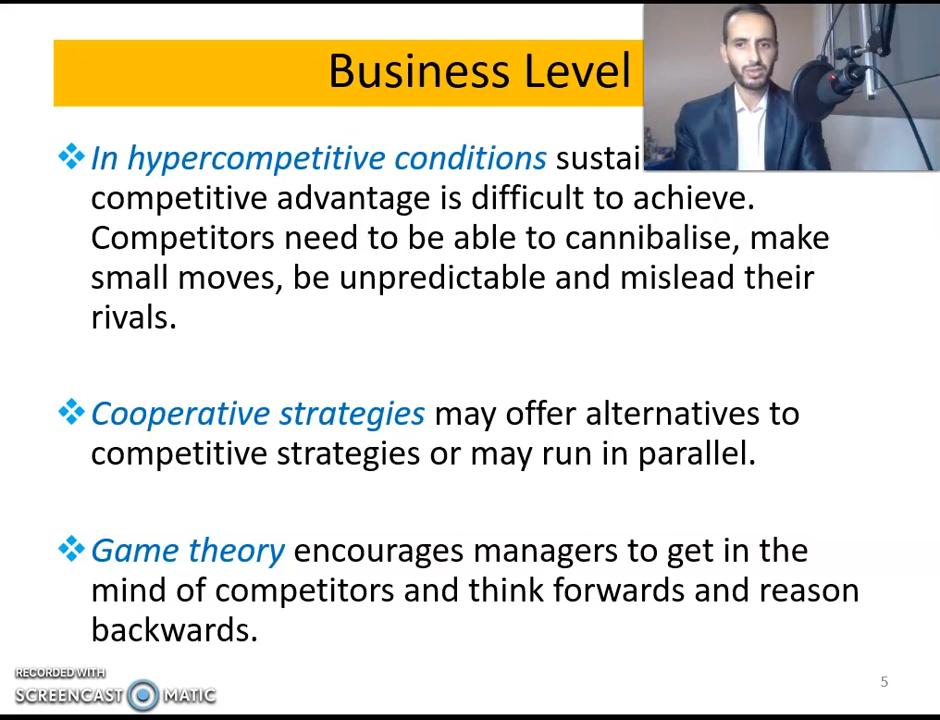 Business Level
In hypercompetitive conditions
competitive advantage is difficult to achieve.
Competitors need to be able to cannibalise, make
small moves, be unpredictable and mislead their
rivals.
Cooperative strategies may offer alternatives to
competitive strategies or may run in parallel.
Game theory encourages managers to get in the
mind of competitors and think forwards and reason
backwards.
RECORDED WITH
SCREENCAST MATIC
5